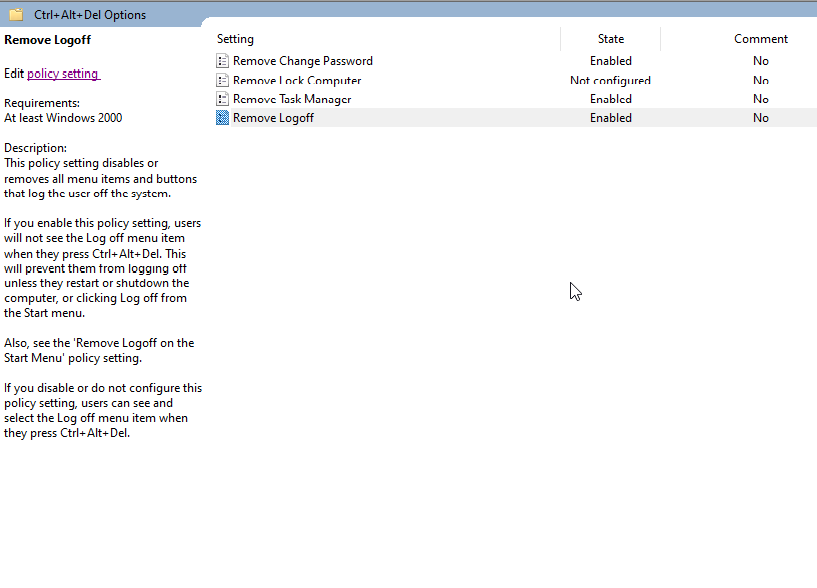 Ctrl+Alt+Del Options
Remove Logoff
Edit policy setting
Requirements:
At least Windows 2000
Description:
This policy setting disables or
removes all menu items and buttons
that log the user off the system.
If you enable this policy setting, users
will not see the Log off menu item
when they press Ctrl+Alt+Del. This
will prevent them from logging off
unless they restart or shutdown the
computer, or clicking Log off from
the Start menu.
Also, see the 'Remove Logoff on the
Start Menu' policy setting.
If you disable or do not configure this
policy setting, users can see and
select the Log off menu item when
they press Ctrl+Alt+Del.
Setting State Comment
Remove Change Password Enabled No
Remove Lock Computer Not configured No
Remove Task Manager Enabled No
Remove Logoff Enabled No